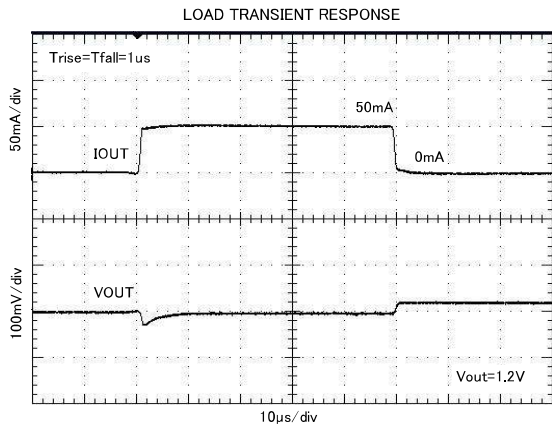 LOAD TRANSIENT RESPONSE
Trise=Tfall=1us
50mA/div
50mA
IOUT
0mA
VOUT
100mV/div
Vout=1.2V
10μs/div